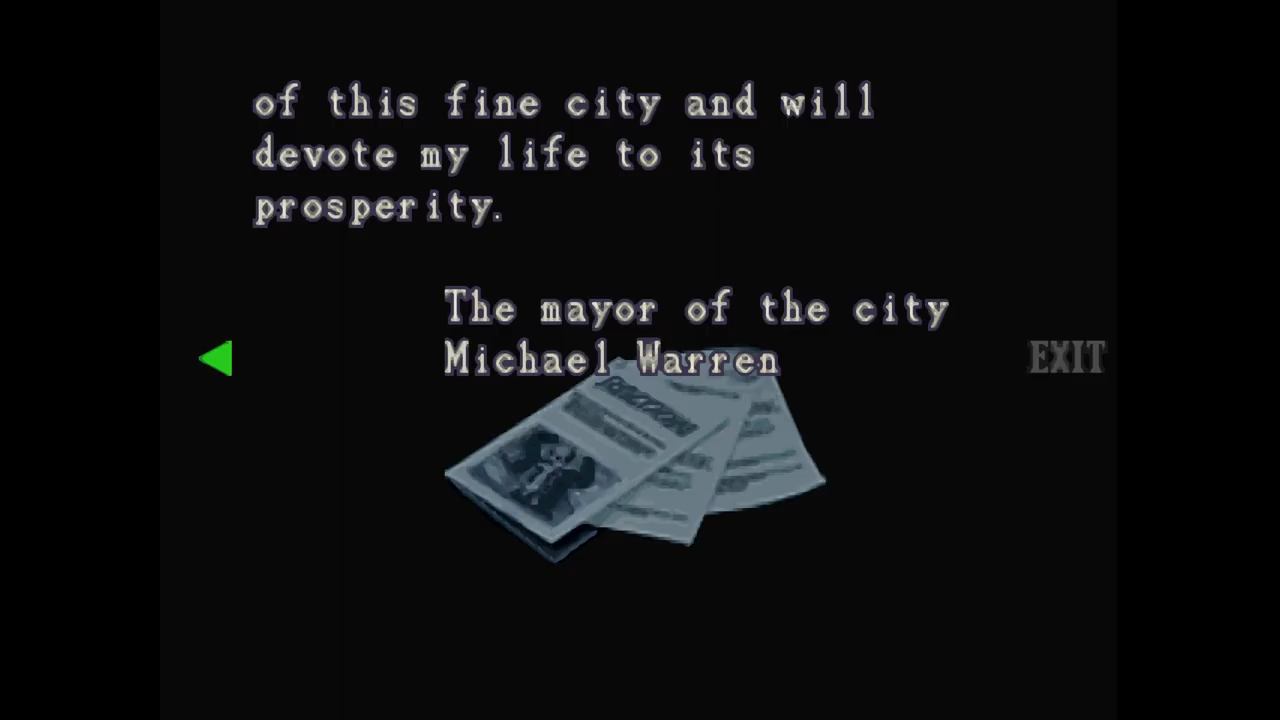 of this fine city and will
devote my life to its
prosperity.
The mayor of the city
Michael Warren
EXIT